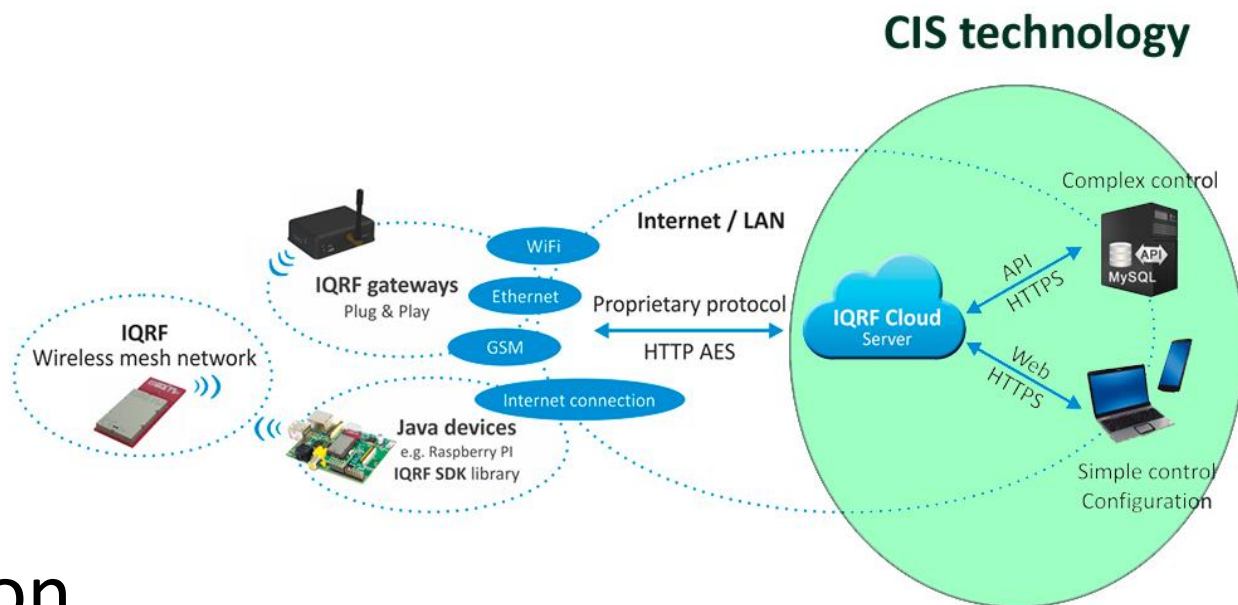 CIS technology
Complex control
Internet / LAN
WiFi
API
API
HTTPS
MySQL
IQRF gateways
Plug & Play
Ethernet
Proprietary protocol
IQRF Cloud
Server
IQRF
Wireless mesh network
GSM
HTTP AES
Web
HTTPS
Internet connection
Java devices
e.g. Raspberry PI
IQRF SDK library
Simple control
Configuration
on